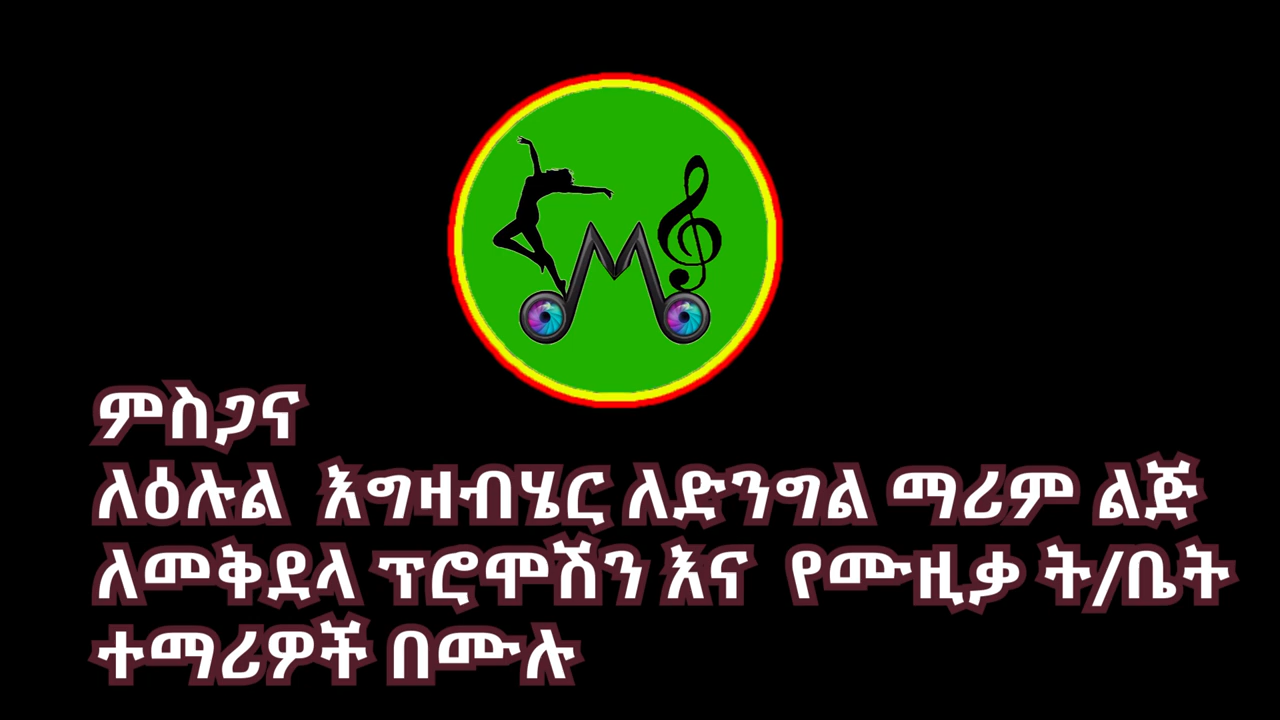 ምስጋና
ለዕሉል እግዛብሄር ለድንግል ማሪም ልጅ
ለመቅደላ ፕሮሞሽን እና የሙዚቃ ት/ቤት
ተማሪዎች በሙሉ